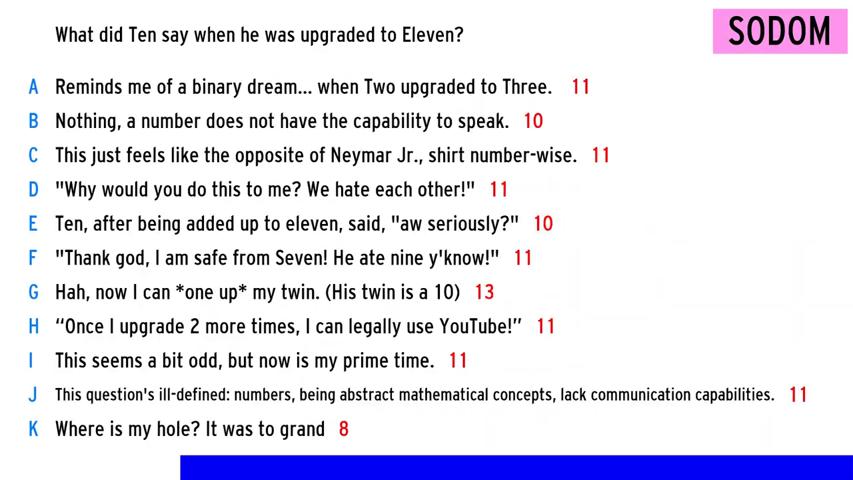 What did Ten say when he was upgraded to Eleven?
SODOM
A Reminds me of a binary dream... when Two upgraded to Three. 11
B Nothing, a number does not have the capability to speak. 10
C This just feels like the opposite of Neymar Jr., shirt number-wise. 11
D "Why would you do this to me? We hate each other!" 11
E Ten, after being added up to eleven, said, "aw seriously?" 10
F "Thank god, I am safe from Seven! He ate nine y'know!" 11
G Hah, now I can *one up* my twin. (His twin is a 10) 13
H “Once I upgrade 2 more times, I can legally use YouTube!” 11
I This seems a bit odd, but now is my prime time. 11
J This question's ill-defined: numbers, being abstract mathematical concepts, lack communication capabilities. 11
K Where is my hole? It was to grand 8